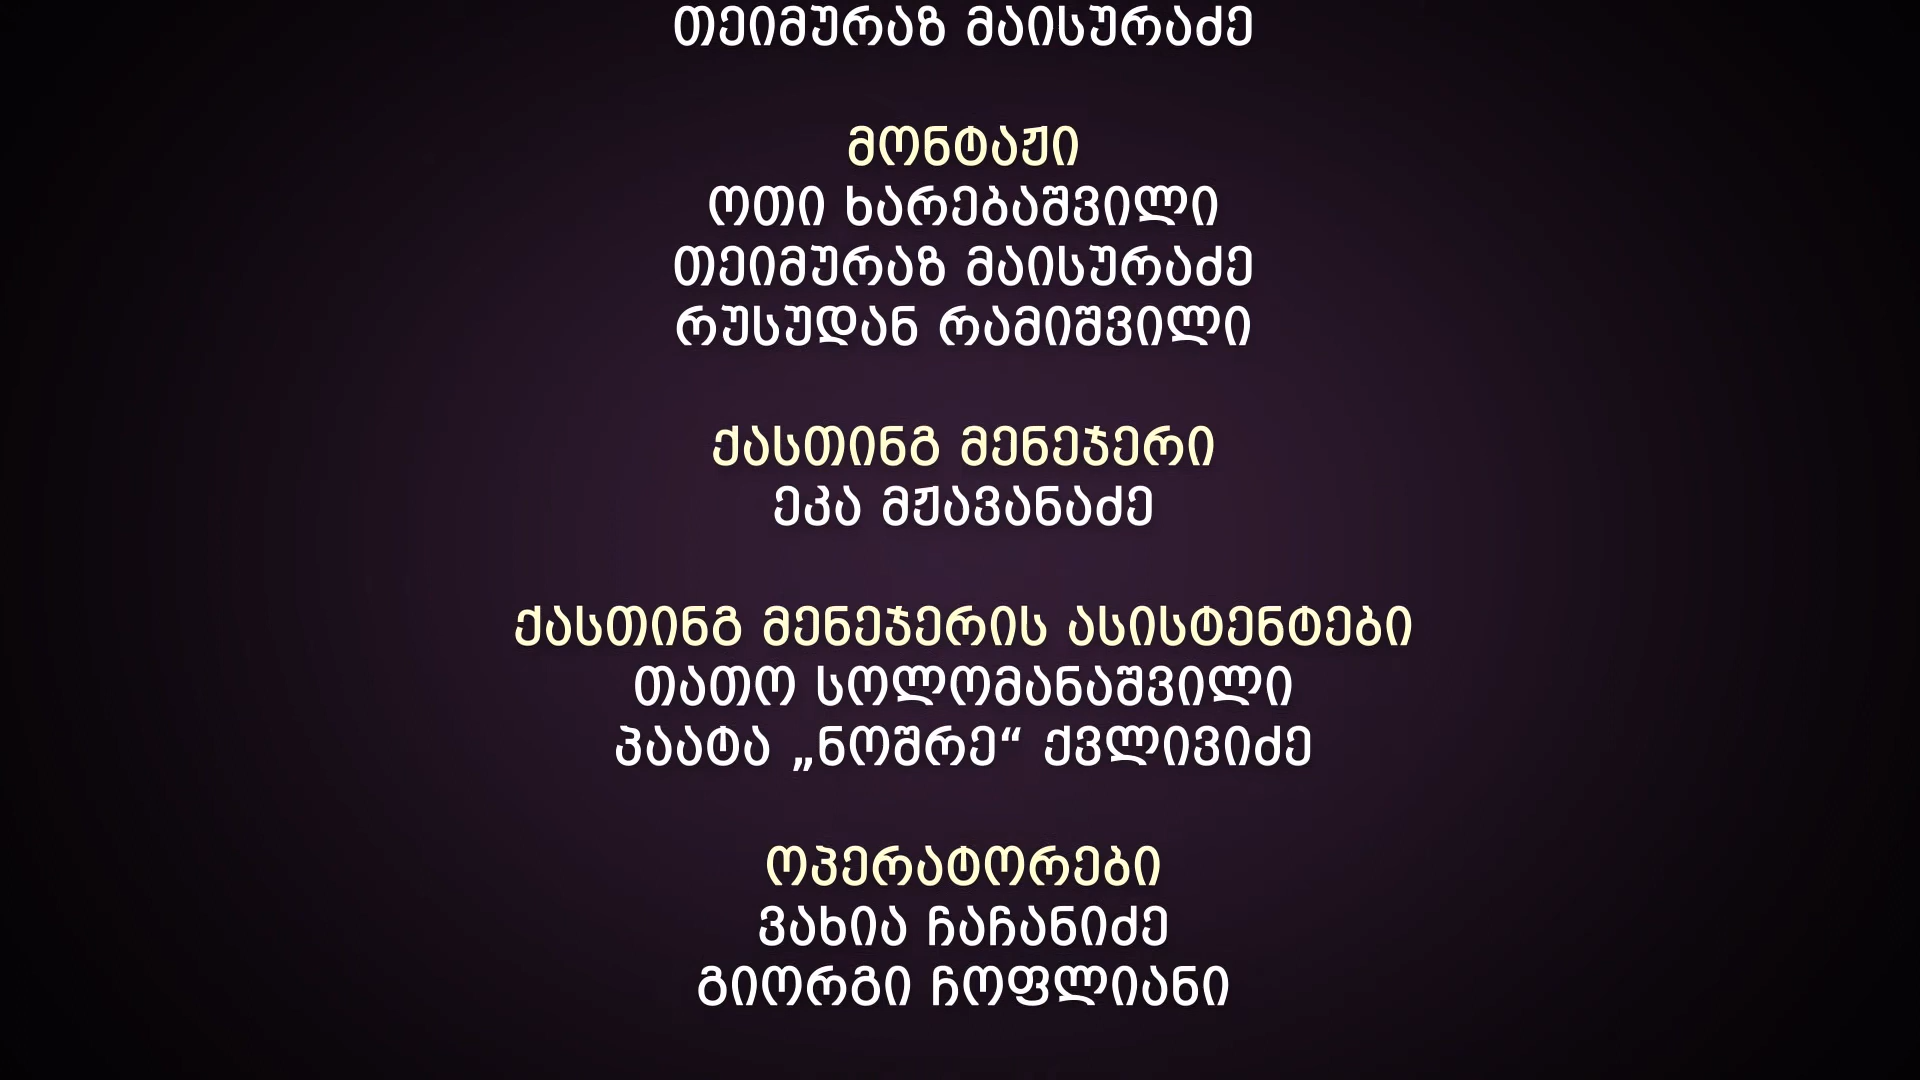 თეიმურაზ მაისურაძე
მონტაჟი
ოთი ხარებაშვილი
თეიმურაზ მაისურაძე
რუსუდან რამიშვილი
ქასთინგ მენეჯერი
ეკა მჟავანაძე
ქასთინგ მენეჯერის ასისტენტები
თათო სოლომანაშვილი
პაატა „ნოშრე“ ქვლივიძე
ოპერატორები
ვახია ჩაჩანიძე
გიორგი ჩოფლიანი